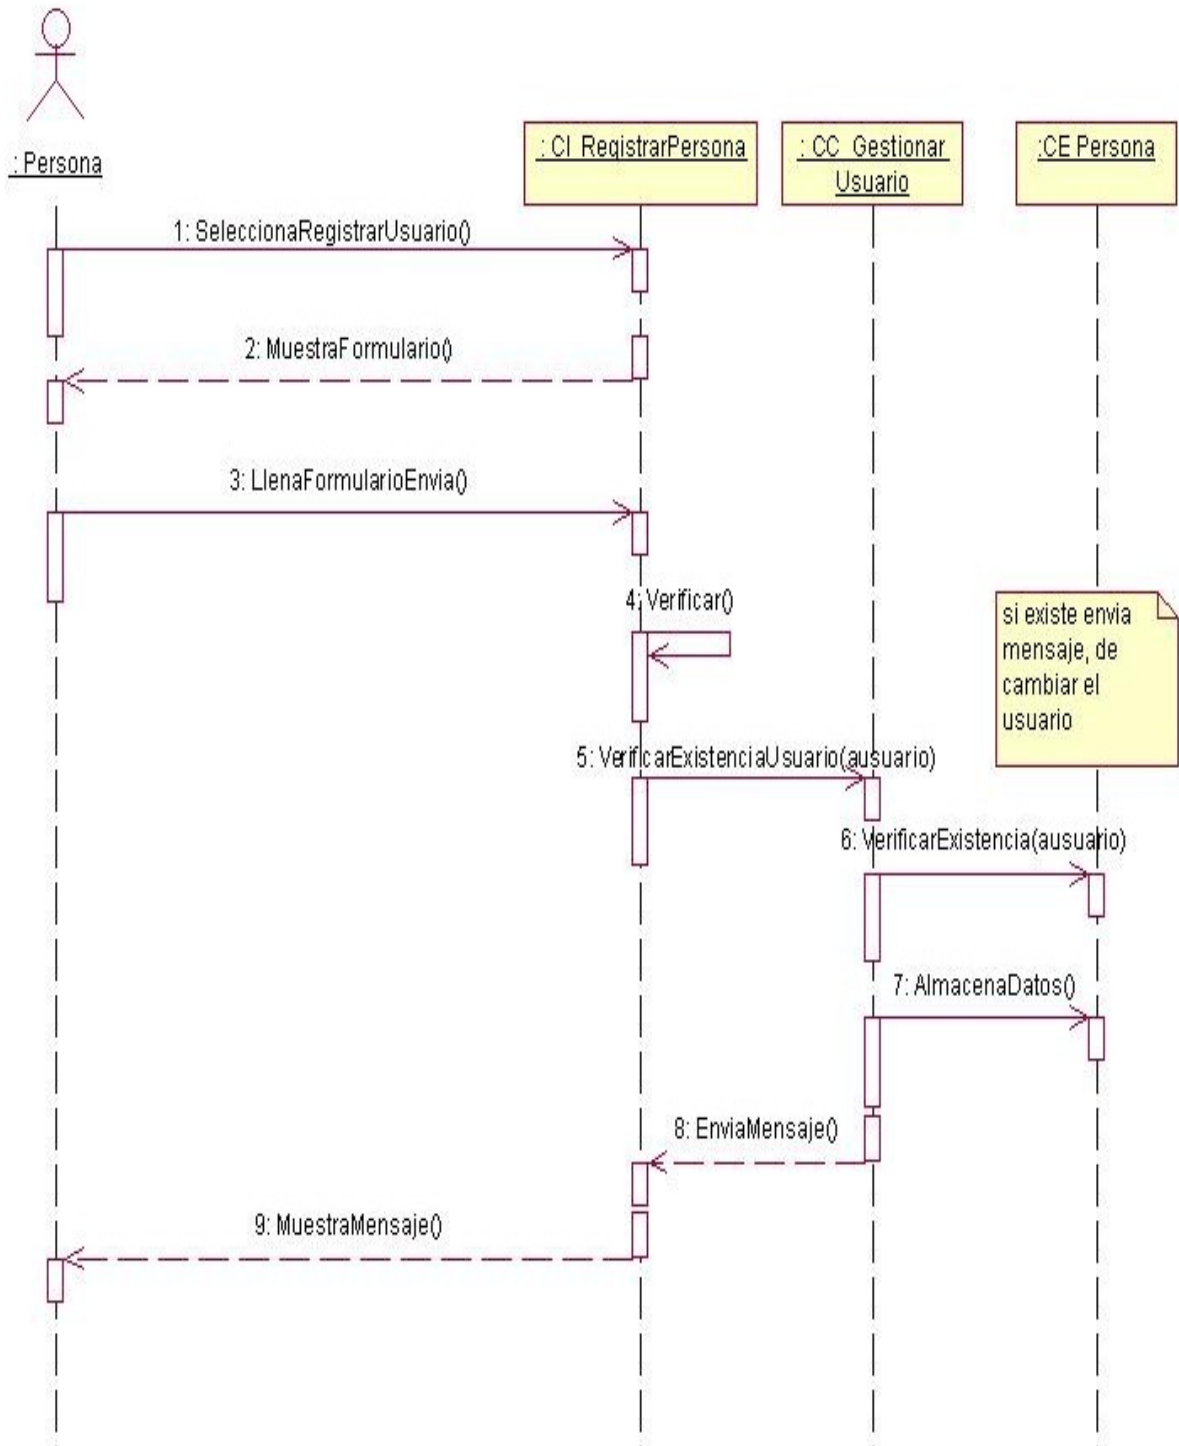 : Persona
: CI_RegistrarPersona
: CC_Gestionar
Usuario
:CE Persona
1: SeleccionaRegistrarUsuario()
2: MuestraFormulario()
3: LlenaFormularioEnvia()
4: Verificar()
si existe envia
mensaje, de
cambiar el
usuario
5: VerificarExistenciaUsuario(ausuario)
6: VerificarExistencia(ausuario)
7: AlmacenaDatos()
8: EnviaMensaje()
9: MuestraMensaje()